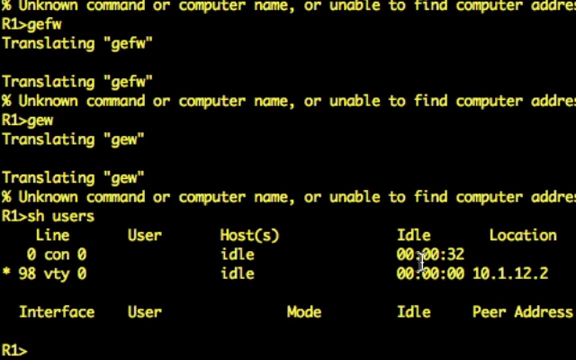 % Unknown command or computer name, or unable to find computer addre
R1>gefw
Translating "gefw"
Translating "gefw"
% Unknown command or computer name, or unable to find computer addre
R1>gew
Translating "gew"
Translating "gew"
% Unknown command or computer name, or unable to find computer addre
R1>sh users
Line User Host(s) Idle Location
0 con 0 idle 00:00:32
* 98 vty 0 idle 00:00:00 10.1.12.2
Interface User Mode Idle Peer Address
R1>